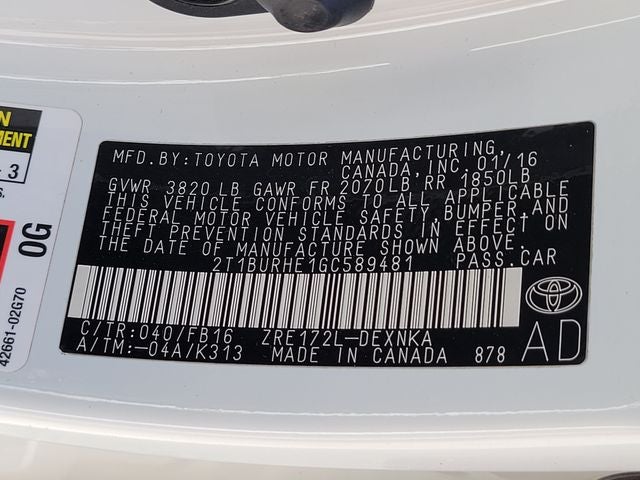 N
EMENT
- 3
s.
0G
42661-02G70
MFD.BY:TOYOTA MOTOR MANUFACTURING,
CANADA,INC.01/16
GVWR 3820 LB GAWR FR 2070LB,RR 1850LB
THIS VEHICLE CONFORMS TO ALL APPLICABLE
FEDERAL MOTOR VEHICLE SAFETY,BUMPER,AND
THEFT PREVENTION STANDARDS IN EFFECT ON
THE DATE OF MANUFACTURE SHOWN ABOVE.
2T1BURHE1GC589481 PASS.CAR
C/TR:040/FB16 ZRE172L-DEXNKA
A/TM:-04A/K313 MADE IN CANADA 878 AD